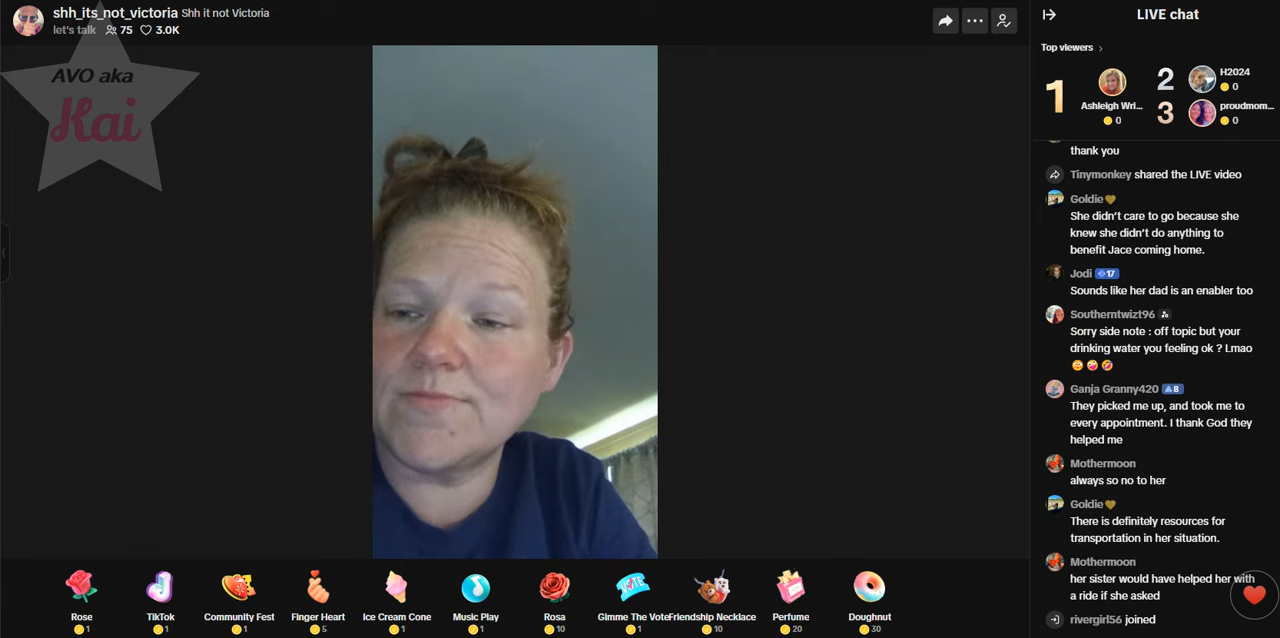 shh_its_not_victoria Shh it not Victoria
let's talk 75 3.0K
AVO aka
Kai
LIVE chat
Top viewers
1 Ashleigh Wri... 0
2 H2024 0
3 proudmom... 0
thank you
Tinymonkey shared the LIVE video
Goldie
She didn't care to go because she
knew she didn't do anything to
benefit Jace coming home.
Jodi 17
Sounds like her dad is an enabler too
Southerntwizt96
Sorry side note : off topic but your
drinking water you feeling ok ? Lmao
Ganja Granny420 8
They picked me up, and took me to
every appointment. I thank God they
helped me
Mothermoon
always so no to her
Goldie
There is definitely resources for
transportation in her situation.
Mothermoon
her sister would have helped her with
a ride if she asked
rivergirl56 joined
Rose TikTok Community Fest Finger Heart Ice Cream Cone Music Play Rosa Gimme The Vote Friendship Necklace Perfume Doughnut
1 1 1 5 1 1 10 1 10 20 30